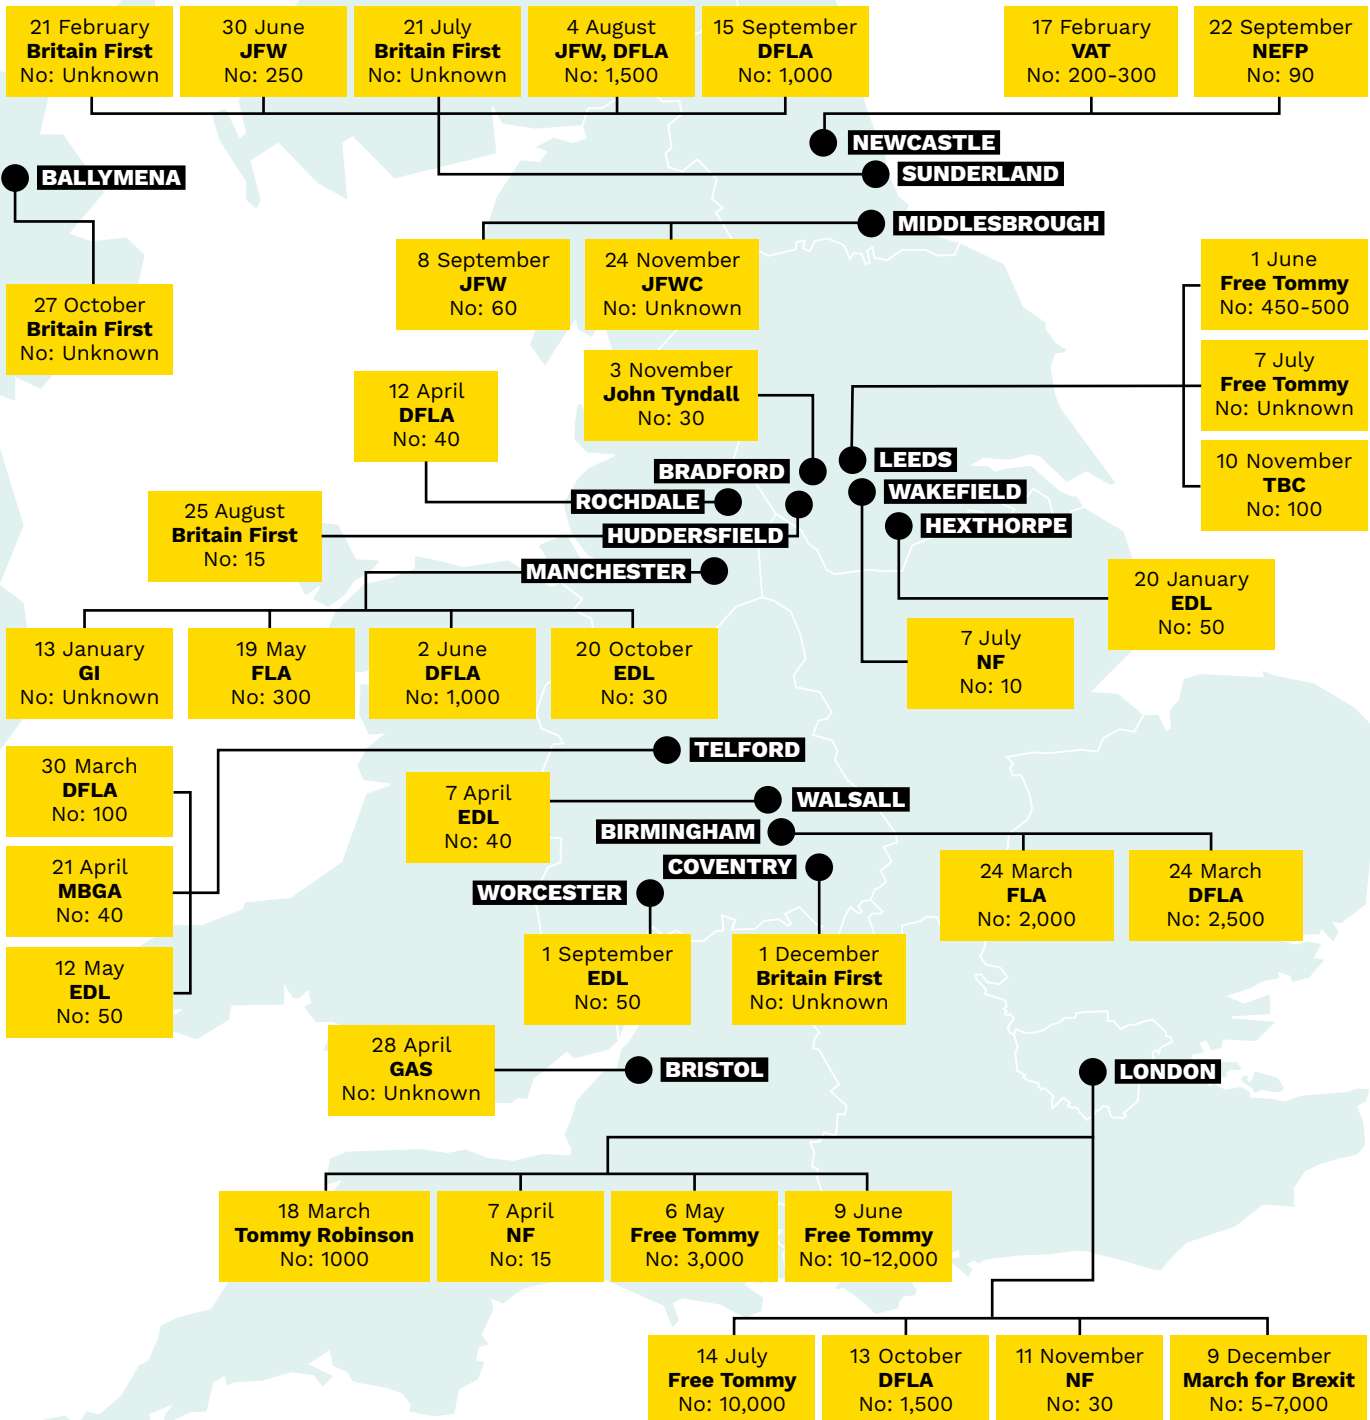 21 February
Britain First
No: Unknown
30 June
JFW
No: 250
21 July
Britain First
No: Unknown
4 August
JFW, DFLA
No: 1,500
15 September
DFLA
No: 1,000
17 February
VAT
No: 200-300
22 September
NEFP
No: 90
NEWCASTLE
SUNDERLAND
BALLYMENA
MIDDLESBROUGH
8 September
JFW
No: 60
24 November
JFWC
No: Unknown
1 June
Free Tommy
No: 450-500
27 October
Britain First
No: Unknown
7 July
Free Tommy
No: Unknown
3 November
John Tyndall
No: 30
12 April
DFLA
No: 40
10 November
TBC
No: 100
LEEDS
BRADFORD
WAKEFIELD
ROCHDALE
25 August
Britain First
No: 15
HEXTHORPE
HUDDERSFIELD
MANCHESTER
20 January
EDL
No: 50
7 July
NF
No: 10
13 January
GI
No: Unknown
19 May
FLA
No: 300
2 June
DFLA
No: 1,000
20 October
EDL
No: 30
TELFORD
30 March
DFLA
No: 100
7 April
EDL
No: 40
WALSALL
BIRMINGHAM
21 April
MBGA
No: 40
COVENTRY
WORCESTER
24 March
FLA
No: 2,000
24 March
DFLA
No: 2,500
12 May
EDL
No: 50
1 September
EDL
No: 50
1 December
Britain First
No: Unknown
28 April
GAS
No: Unknown
BRISTOL
LONDON
18 March
Tommy Robinson
No: 1000
7 April
NF
No: 15
6 May
Free Tommy
No: 3,000
9 June
Free Tommy
No: 10-12,000
14 July
Free Tommy
No: 10,000
13 October
DFLA
No: 1,500
11 November
NF
No: 30
9 December
March for Brexit
No: 5-7,000